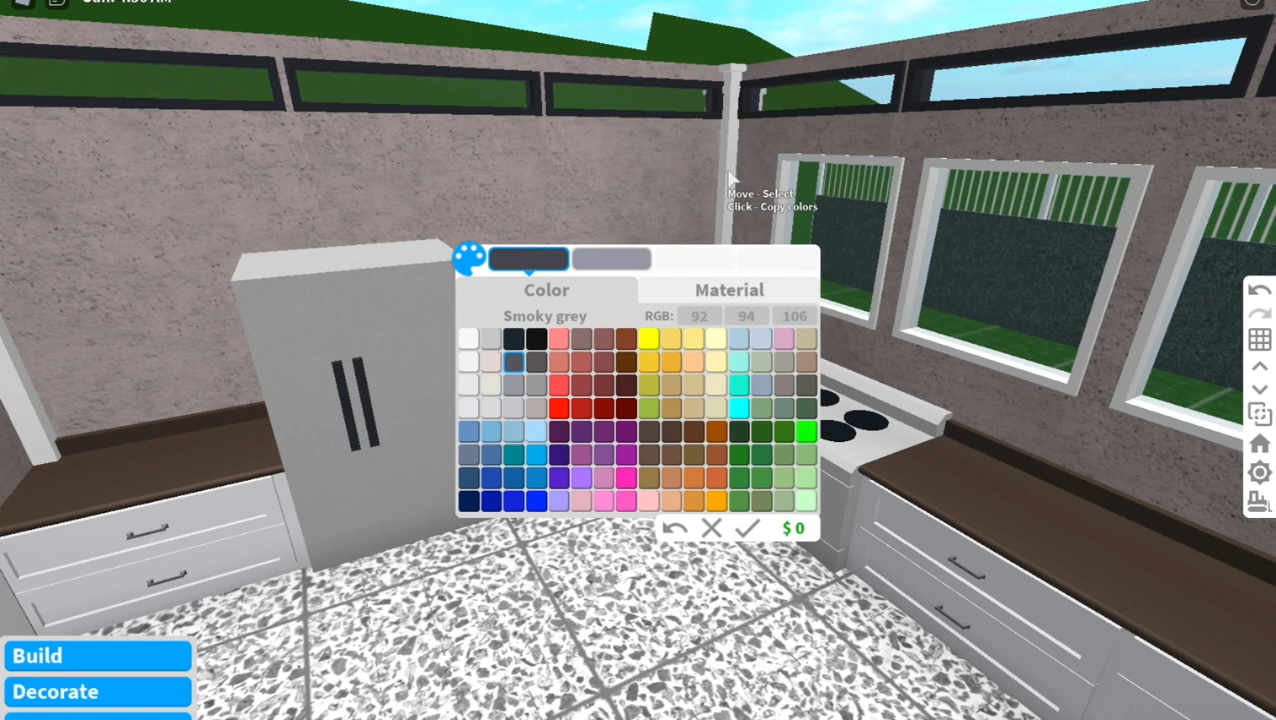 Move - Select
Click - Copy colors
Color
Material
Smoky grey
RGB: 92 94 106
$ 0
Build
Decorate